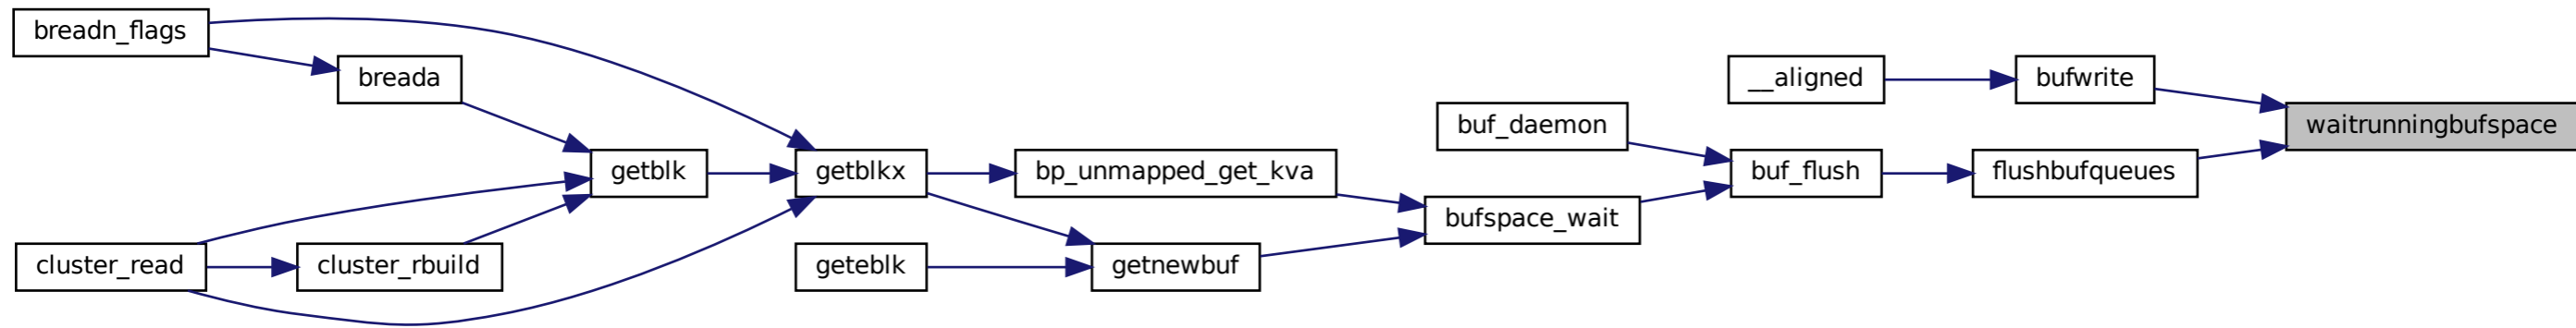 breadn_flags
breada
__aligned
bufwrite
buf_daemon
waitrunningbufspace
getblk
getblkx
bp_unmapped_get_kva
buf_flush
flushbufqueues
bufspace_wait
cluster_read
cluster_rbuild
geteblk
getnewbuf